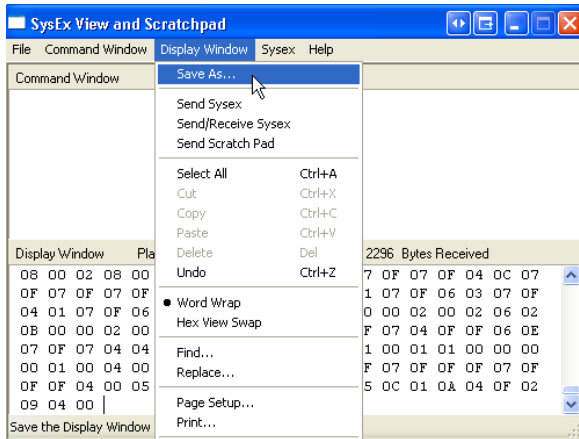 SysEx View and Scratchpad
File Command Window Display Window Sysex Help
Command Window
Save As...
Send Sysex
Send/Receive Sysex
Send Scratch Pad
Select All Ctrl+A
Cut Ctrl+X
Copy Ctrl+C
Paste Ctrl+V
Delete Del
Undo Ctrl+Z
Word Wrap
Hex View Swap
Find...
Replace...
Page Setup...
Print...
Display Window Pla 2296 Bytes Received
08 00 02 08 00 7 0F 07 0F 04 0C 07
0F 07 0F 07 0F 1 07 0F 06 03 07 0F
04 01 07 0F 06 0 00 02 00 02 06 02
0B 00 00 02 00 F 07 04 0F 0F 06 0E
07 0F 07 04 04 1 00 01 01 00 00 00
00 01 00 04 00 F 07 0F 07 0F 07 0F
0F 0F 04 00 05 5 0C 01 0A 04 0F 02
09 04 00
Save the Display Window